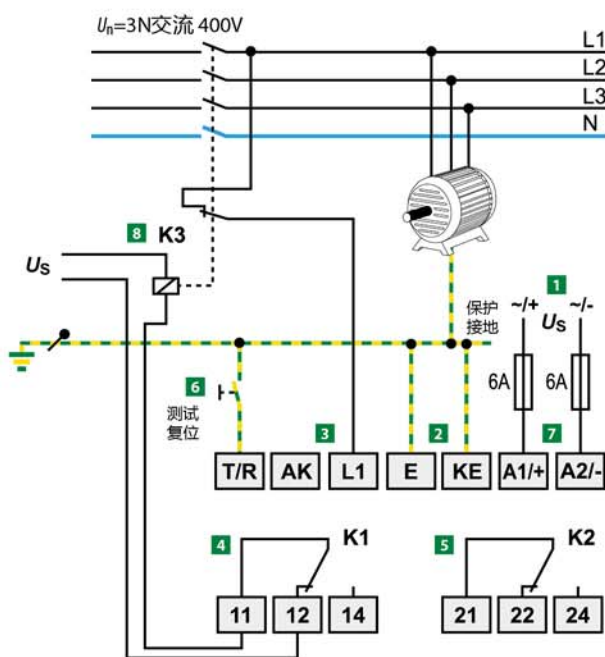 Un=3N交流 400V
L1
L2
L3
N
8 K3
US
保护
接地
1
~/+ US ~/-
6A 6A
6
测试
复位
3 2 7
T/R AK L1 E KE A1/+ A2/-
4 K1 5 K2
11 12 14 21 22 24